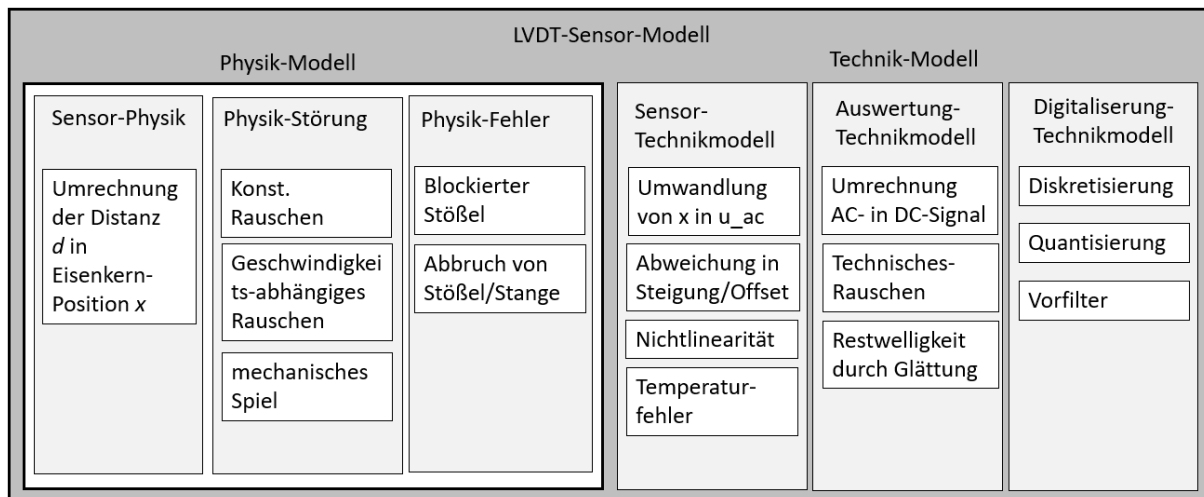 LVDT-Sensor-Modell
Physik-Modell
Technik-Modell
Sensor-Physik
Umrechnung
der Distanz
d in
Eisenkern-
Position x
Physik-Störung
Konst.
Rauschen
Geschwindigkei
ts-abhängiges
Rauschen
mechanisches
Spiel
Physik-Fehler
Blockierter
Stößel
Abbruch von
Stößel/Stange
Sensor-
Technikmodell
Umwandlung
von x in u_ac
Abweichung in
Steigung/Offset
Nichtlinearität
Temperatur-
fehler
Auswertung-
Technikmodell
Umrechnung
AC- in DC-Signal
Technisches-
Rauschen
Restwelligkeit
durch Glättung
Digitaliserung-
Technikmodell
Diskretisierung
Quantisierung
Vorfilter